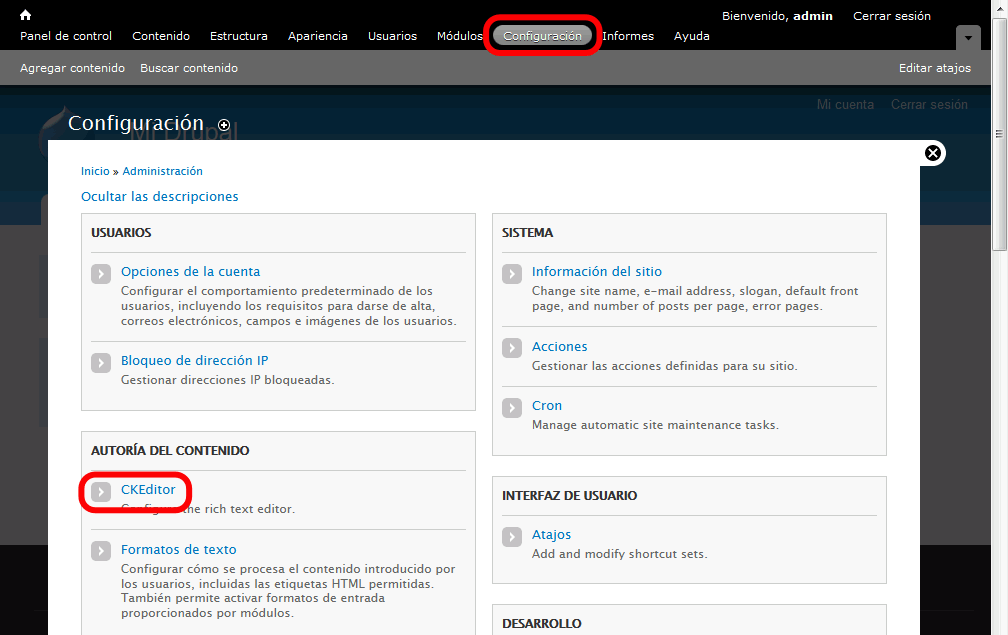 Bienvenido, admin Cerrar sesión
Panel de control Contenido Estructura Apariencia Usuarios Módulos Configuración Informes Ayuda
Agregar contenido Buscar contenido Editar atajos
Mi cuenta Cerrar sesión
Configuración
Mi Drupal
Inicio » Administración
Ocultar las descripciones
USUARIOS
Opciones de la cuenta
Configurar el comportamiento predeterminado de los
usuarios, incluyendo los requisitos para darse de alta,
correos electrónicos, campos e imágenes de los usuarios.
Bloqueo de dirección IP
Gestionar direcciones IP bloqueadas.
AUTORÍA DEL CONTENIDO
CKEditor
Configure the rich text editor.
Formatos de texto
Configurar cómo se procesa el contenido introducido por
los usuarios, incluidas las etiquetas HTML permitidas.
También permite activar formatos de entrada
proporcionados por módulos.
SISTEMA
Información del sitio
Change site name, e-mail address, slogan, default front
page, and number of posts per page, error pages.
Acciones
Gestionar las acciones definidas para su sitio.
Cron
Manage automatic site maintenance tasks.
INTERFAZ DE USUARIO
Atajos
Add and modify shortcut sets.
DESARROLLO